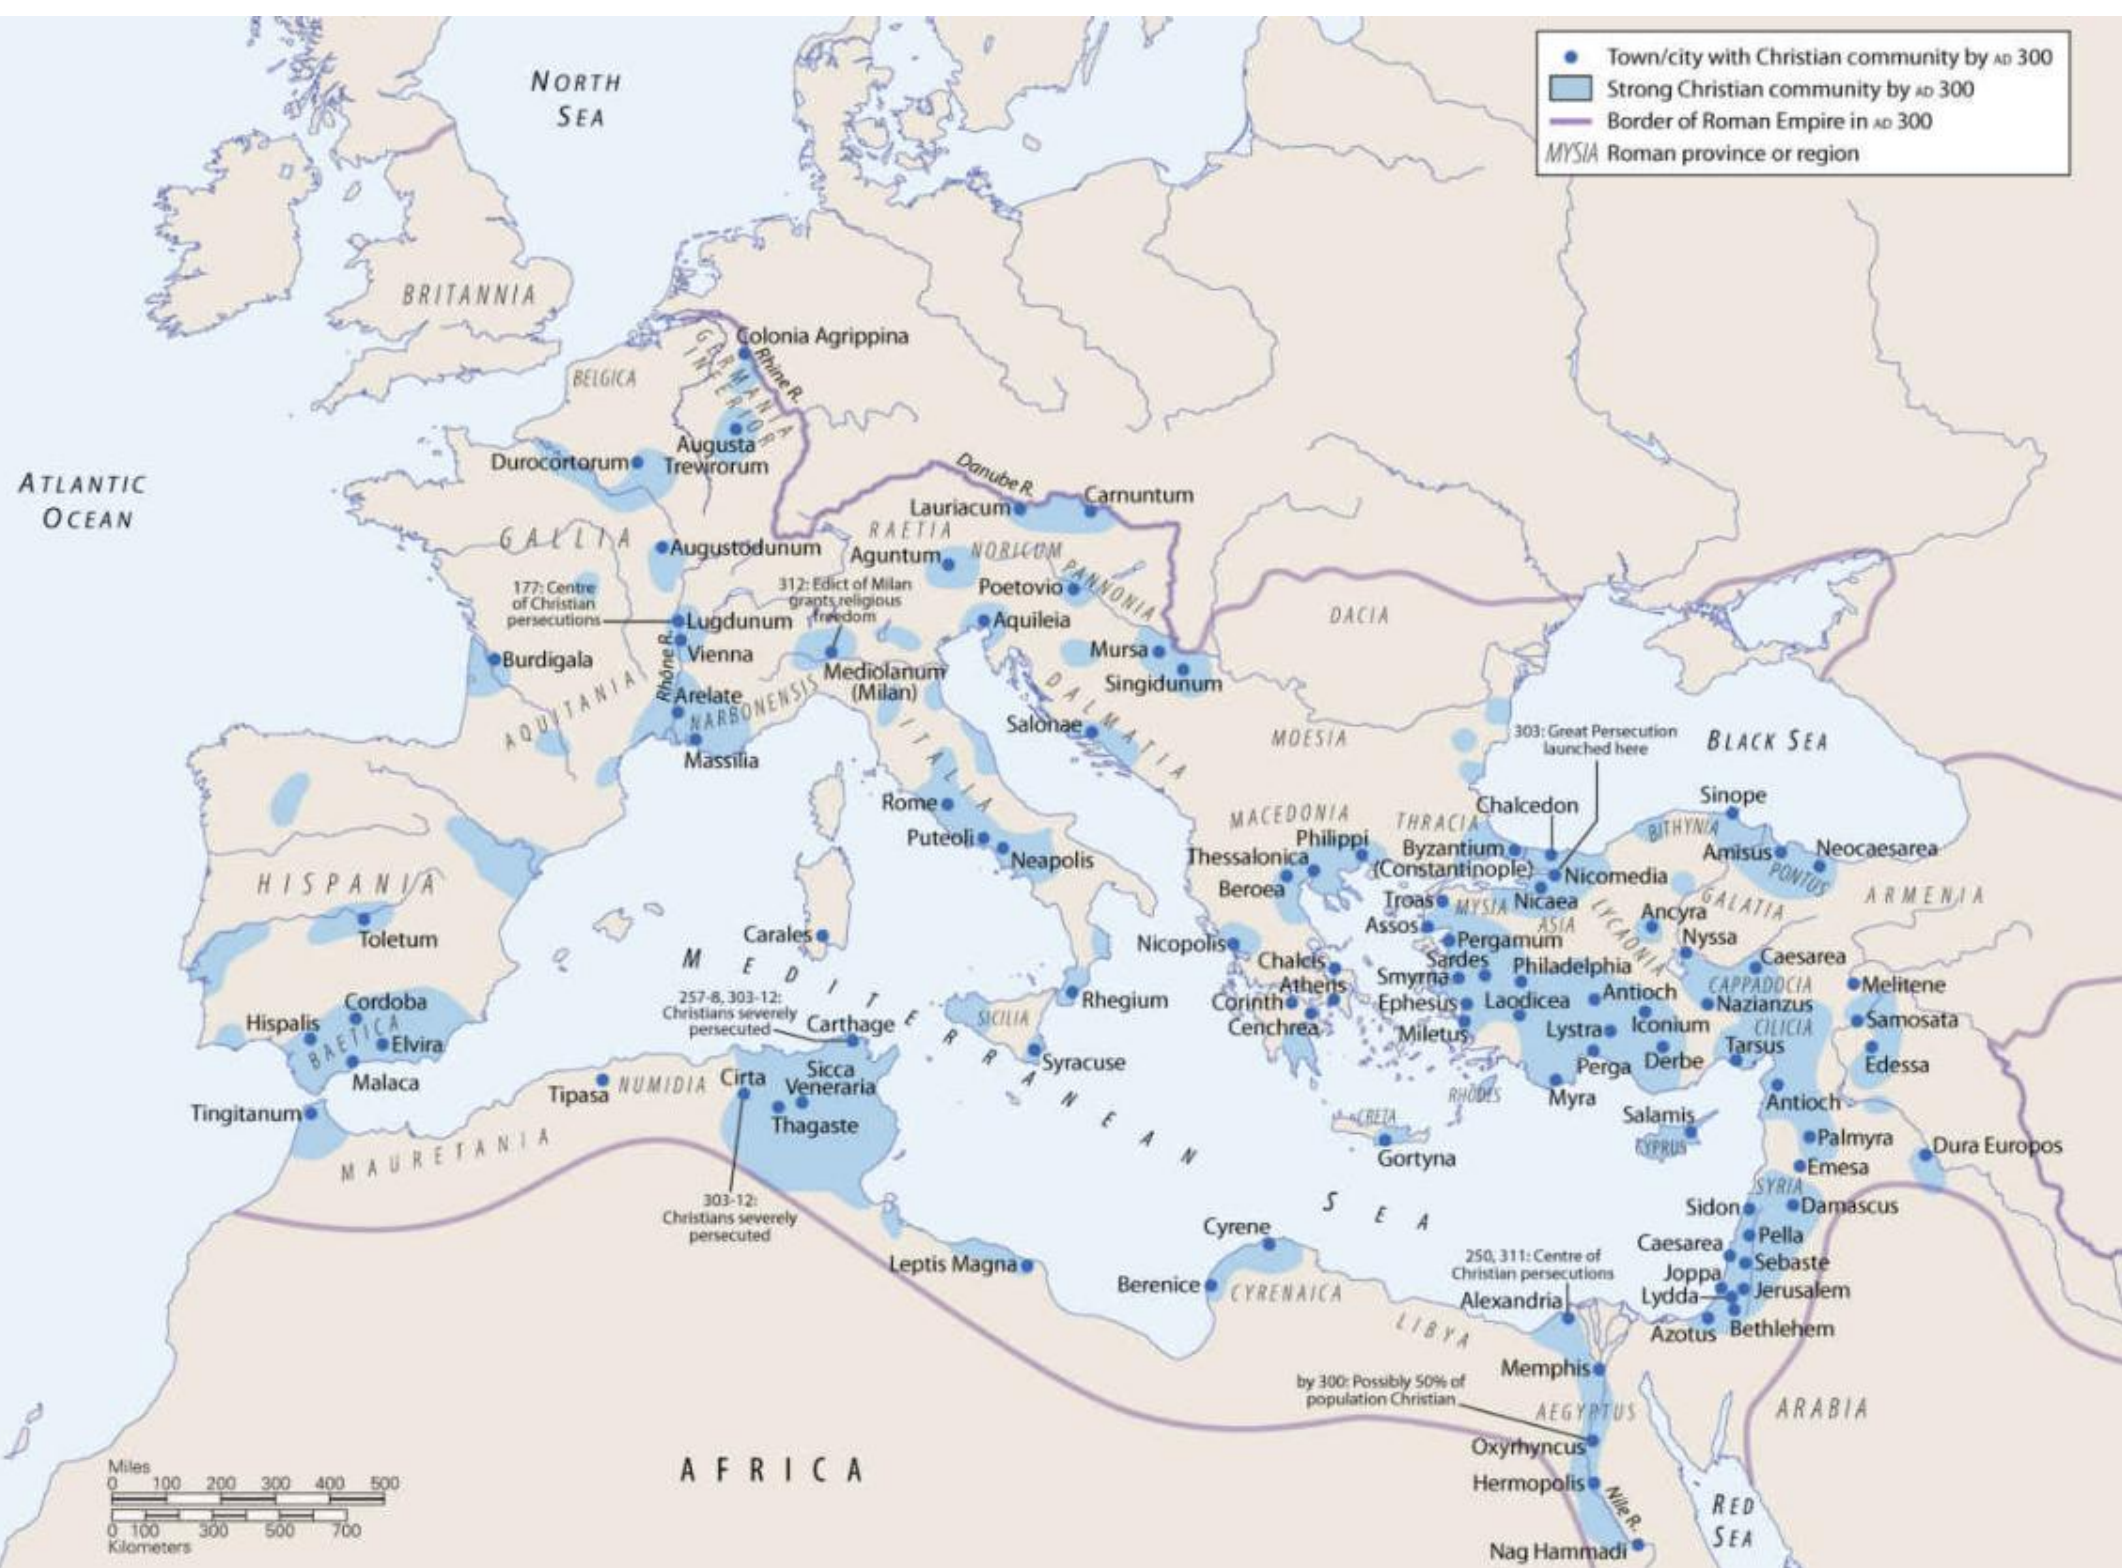 Town/city with Christian community by AD 300
Strong Christian community by AD 300
Border of Roman Empire in AD 300
MYSIA Roman province or region
NORTH
SEA
BRITANNIA
Colonia Agrippina
Rhine R.
GERMANIA
INFERIOR
BELGICA
Augusta
Trevirorum
Durocortorum
ATLANTIC
OCEAN
Danube R.
Lauriacum
Carnuntum
RAETIA
GALLIA
Augustodunum
Aguntum
NORICUM
PANNONIA
Poetovio
177: Centre
of Christian
persecutions
312: Edict of Milan
grants religious
freedom
Lugdunum
Aquileia
DACIA
Vienna
Rhône R.
Burdigala
Mursa
Mediolanum
(Milan)
Singidunum
Arelate
NARBONENSIS
AQUITANIA
DALMATIA
Salonae
ITALIA
MOESIA
303: Great Persecution
launched here
BLACK SEA
Massilia
Rome
Puteoli
Neapolis
MACEDONIA
THRACIA
Chalcedon
Sinope
BITHYNIA
Philippi
Byzantium
(Constantinople)
Amisus
Neocaesarea
PONTUS
Thessalonica
Beroea
Nicomedia
HISPANIA
Troas
MYSIA
Nicaea
LYCAONIA
GALATIA
ARMENIA
Assos
ASIA
Ancyra
Toletum
Carales
Nicopolis
Pergamum
Nyssa
Chalcis
Sardes
Philadelphia
Caesarea
Smyrna
CAPPADOCIA
Melitene
Athens
Antioch
Corinth
Ephesus
Laodicea
Nazianzus
Cenchrea
Miletus
Lystra
Iconium
CILICIA
Samosata
Tarsus
Perga
Derbe
Edessa
MEDITERRANEAN
SEA
257-8, 303-12:
Christians severely
persecuted
Carthage
Rhegium
SICILIA
Syracuse
Cordoba
Hispalis
BAETICA
Elvira
Malaca
Tingitanum
Tipasa
NUMIDIA
Cirta
Sicca
Veneraria
Thagaste
MAURETANIA
303-12:
Christians severely
persecuted
RHODES
Myra
Salamis
CYPRUS
Antioch
CRETA
Gortyna
Palmyra
Dura Europos
Emesa
SYRIA
Sidon
Damascus
Pella
Caesarea
Sebaste
Joppa
Lydda
Jerusalem
Azotus
Bethlehem
Cyrene
Leptis Magna
Berenice
CYRENAICA
250, 311: Centre of
Christian persecutions
Alexandria
LIBYA
Memphis
by 300: Possibly 50% of
population Christian
AEGYPTUS
ARABIA
Oxyrhyncus
Hermopolis
Nile R.
Nag Hammadi
RED
SEA
AFRICA
Miles
0 100 200 300 400 500
0 100 300 500 700
Kilometers